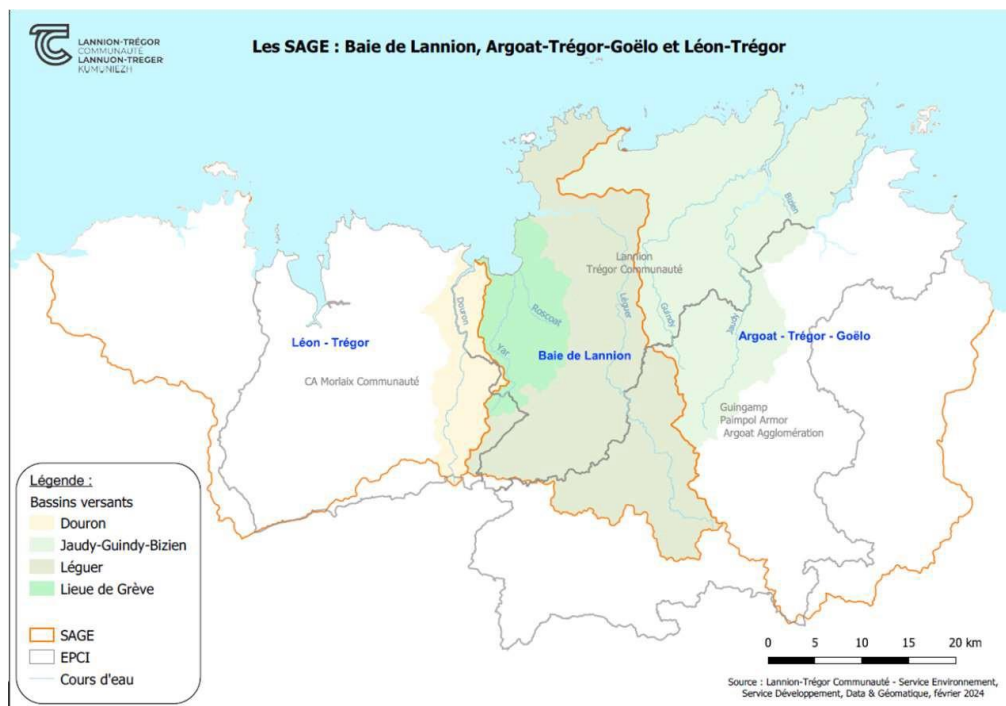 LANNION-TRÉGOR
COMMUNAUTÉ
LANNUON-TREGER
KUMUNIEZH
Les SAGE : Baie de Lannion, Argoat-Trégor-Goëlo et Léon-Trégor
Bizien
Lannion
Trégor Communauté
Douron
Roscoat
Léguer
Guindy
Jaudy
Yar
Léon - Trégor
Baie de Lannion
Argoat - Trégor - Goëlo
CA Morlaix Communauté
Guingamp
Paimpol Armor
Argoat Agglomération
Légende :
Bassins versants
Douron
Jaudy-Guindy-Bizien
Léguer
Lieue de Grève
SAGE
EPCI
Cours d'eau
0 5 10 15 20 km
Source : Lannion-Trégor Communauté - Service Environnement,
Service Développement, Data & Géomatique, février 2024